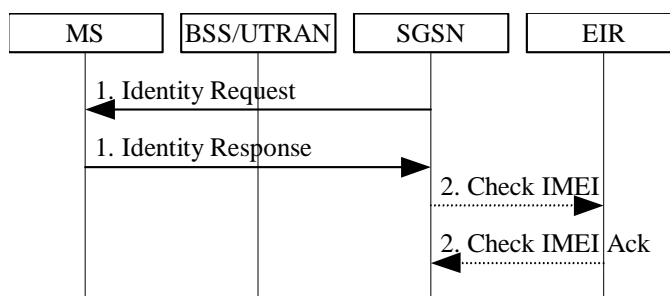 MS BSS/UTRAN SGSN EIR
1. Identity Request
1. Identity Response
2. Check IMEI
2. Check IMEI Ack